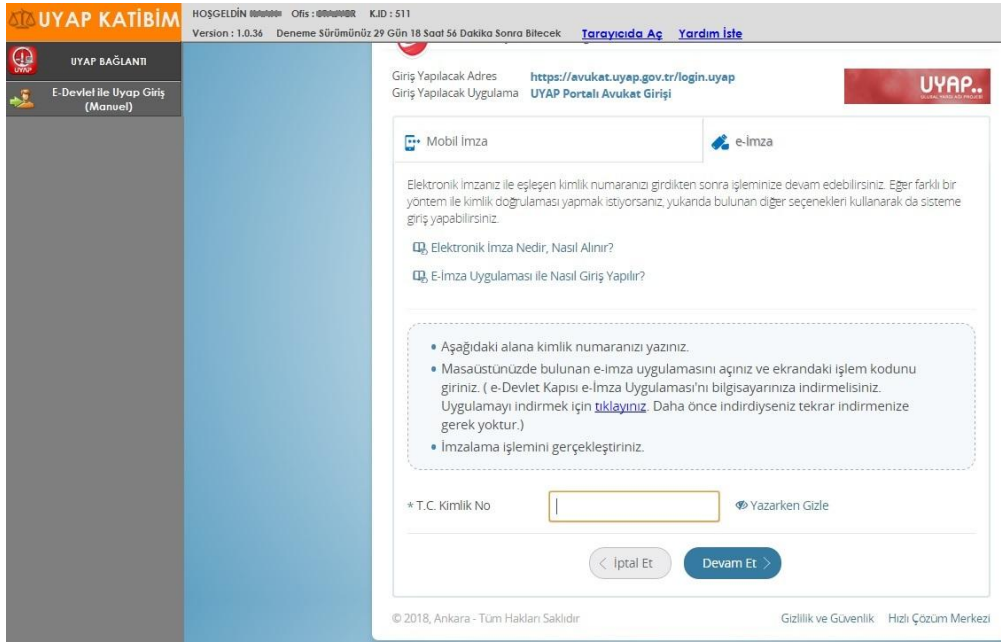 UYAP KATİBİM
HOŞGELDİN Ofis : K.ID : 511
Version : 1.0.36 Deneme Sürümünüz 29 Gün 18 Saat 56 Dakika Sonra Bitecek Tarayıcıda Aç Yardım İste
UYAP BAĞLANTI
E-Devlet ile Uyap Giriş
(Manuel)
Giriş Yapılacak Adres https://avukat.uyap.gov.tr/login.uyap
Giriş Yapılacak Uygulama UYAP Portalı Avukat Girişi
UYAP..
ULUSAL YARGI AĞI PROJESİ
Mobil İmza
e-İmza
Elektronik İmzanız ile eşleşen kimlik numaranızı girdikten sonra işleminize devam edebilirsiniz. Eğer farklı bir
yöntem ile kimlik doğrulaması yapmak istiyorsanız, yukarıda bulunan diğer seçenekleri kullanarak da sisteme
giriş yapabilirsiniz.
Elektronik İmza Nedir, Nasıl Alınır?
E-İmza Uygulaması ile Nasıl Giriş Yapılır?
• Aşağıdaki alana kimlik numaranızı yazınız.
• Masaüstünüzde bulunan e-imza uygulamasını açınız ve ekrandaki işlem kodunu
giriniz. ( e-Devlet Kapısı e-İmza Uygulaması'nı bilgisayarınıza indirmelisiniz.
Uygulamayı indirmek için tıklayınız. Daha önce indirdiyseniz tekrar indirmenize
gerek yoktur.)
• İmzalama işlemini gerçekleştiriniz.
* T.C. Kimlik No
Yazarken Gizle
< İptal Et
Devam Et >
© 2018, Ankara - Tüm Hakları Saklıdır
Gizlilik ve Güvenlik Hızlı Çözüm Merkezi